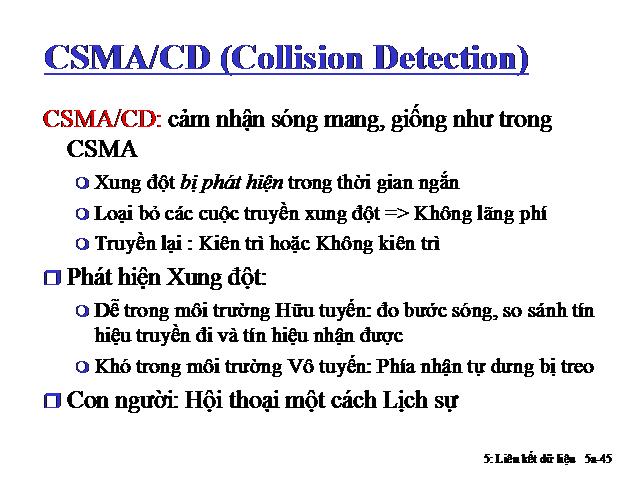 CSMA/CD (Collision Detection)
CSMA/CD: cảm nhận sóng mang, giống như trong
CSMA
Xung đột bị phát hiện trong thời gian ngắn
Loại bỏ các cuộc truyền xung đột => Không lãng phí
Truyền lại : Kiên trì hoặc Không kiên trì
Phát hiện Xung đột:
Dễ trong môi trường Hữu tuyến: đo bước sóng, so sánh tín
hiệu truyền đi và tín hiệu nhận được
Khó trong môi trường Vô tuyến: Phía nhận tự dưng bị treo
Con người: Hội thoại một cách Lịch sự
5: Liên kết dữ liệu 5a-45